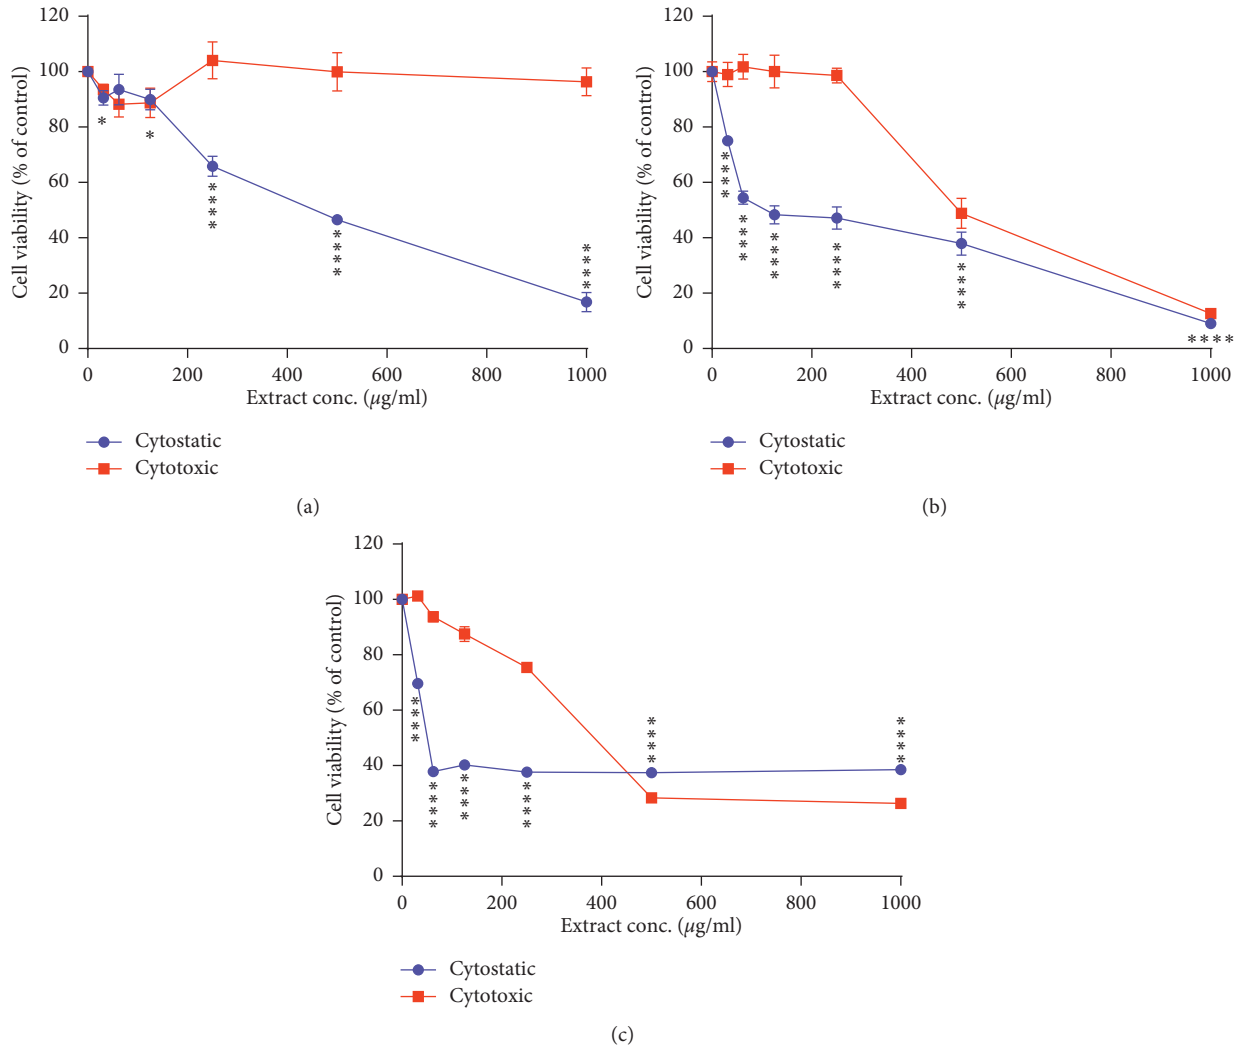 120
100
80
60
40
20
0
Cell viability (% of control)
*
*
****
****
****
0 200 400 600 800 1000
Extract conc. (μg/ml)
Cytostatic
Cytotoxic
(a)
120
100
80
60
40
20
0
Cell viability (% of control)
****
****
****
****
****
****
0 200 400 600 800 1000
Extract conc. (μg/ml)
Cytostatic
Cytotoxic
(b)
120
100
80
60
40
20
0
Cell viability (% of control)
****
****
****
****
****
****
0 200 400 600 800 1000
Extract conc. (μg/ml)
Cytostatic
Cytotoxic
(c)